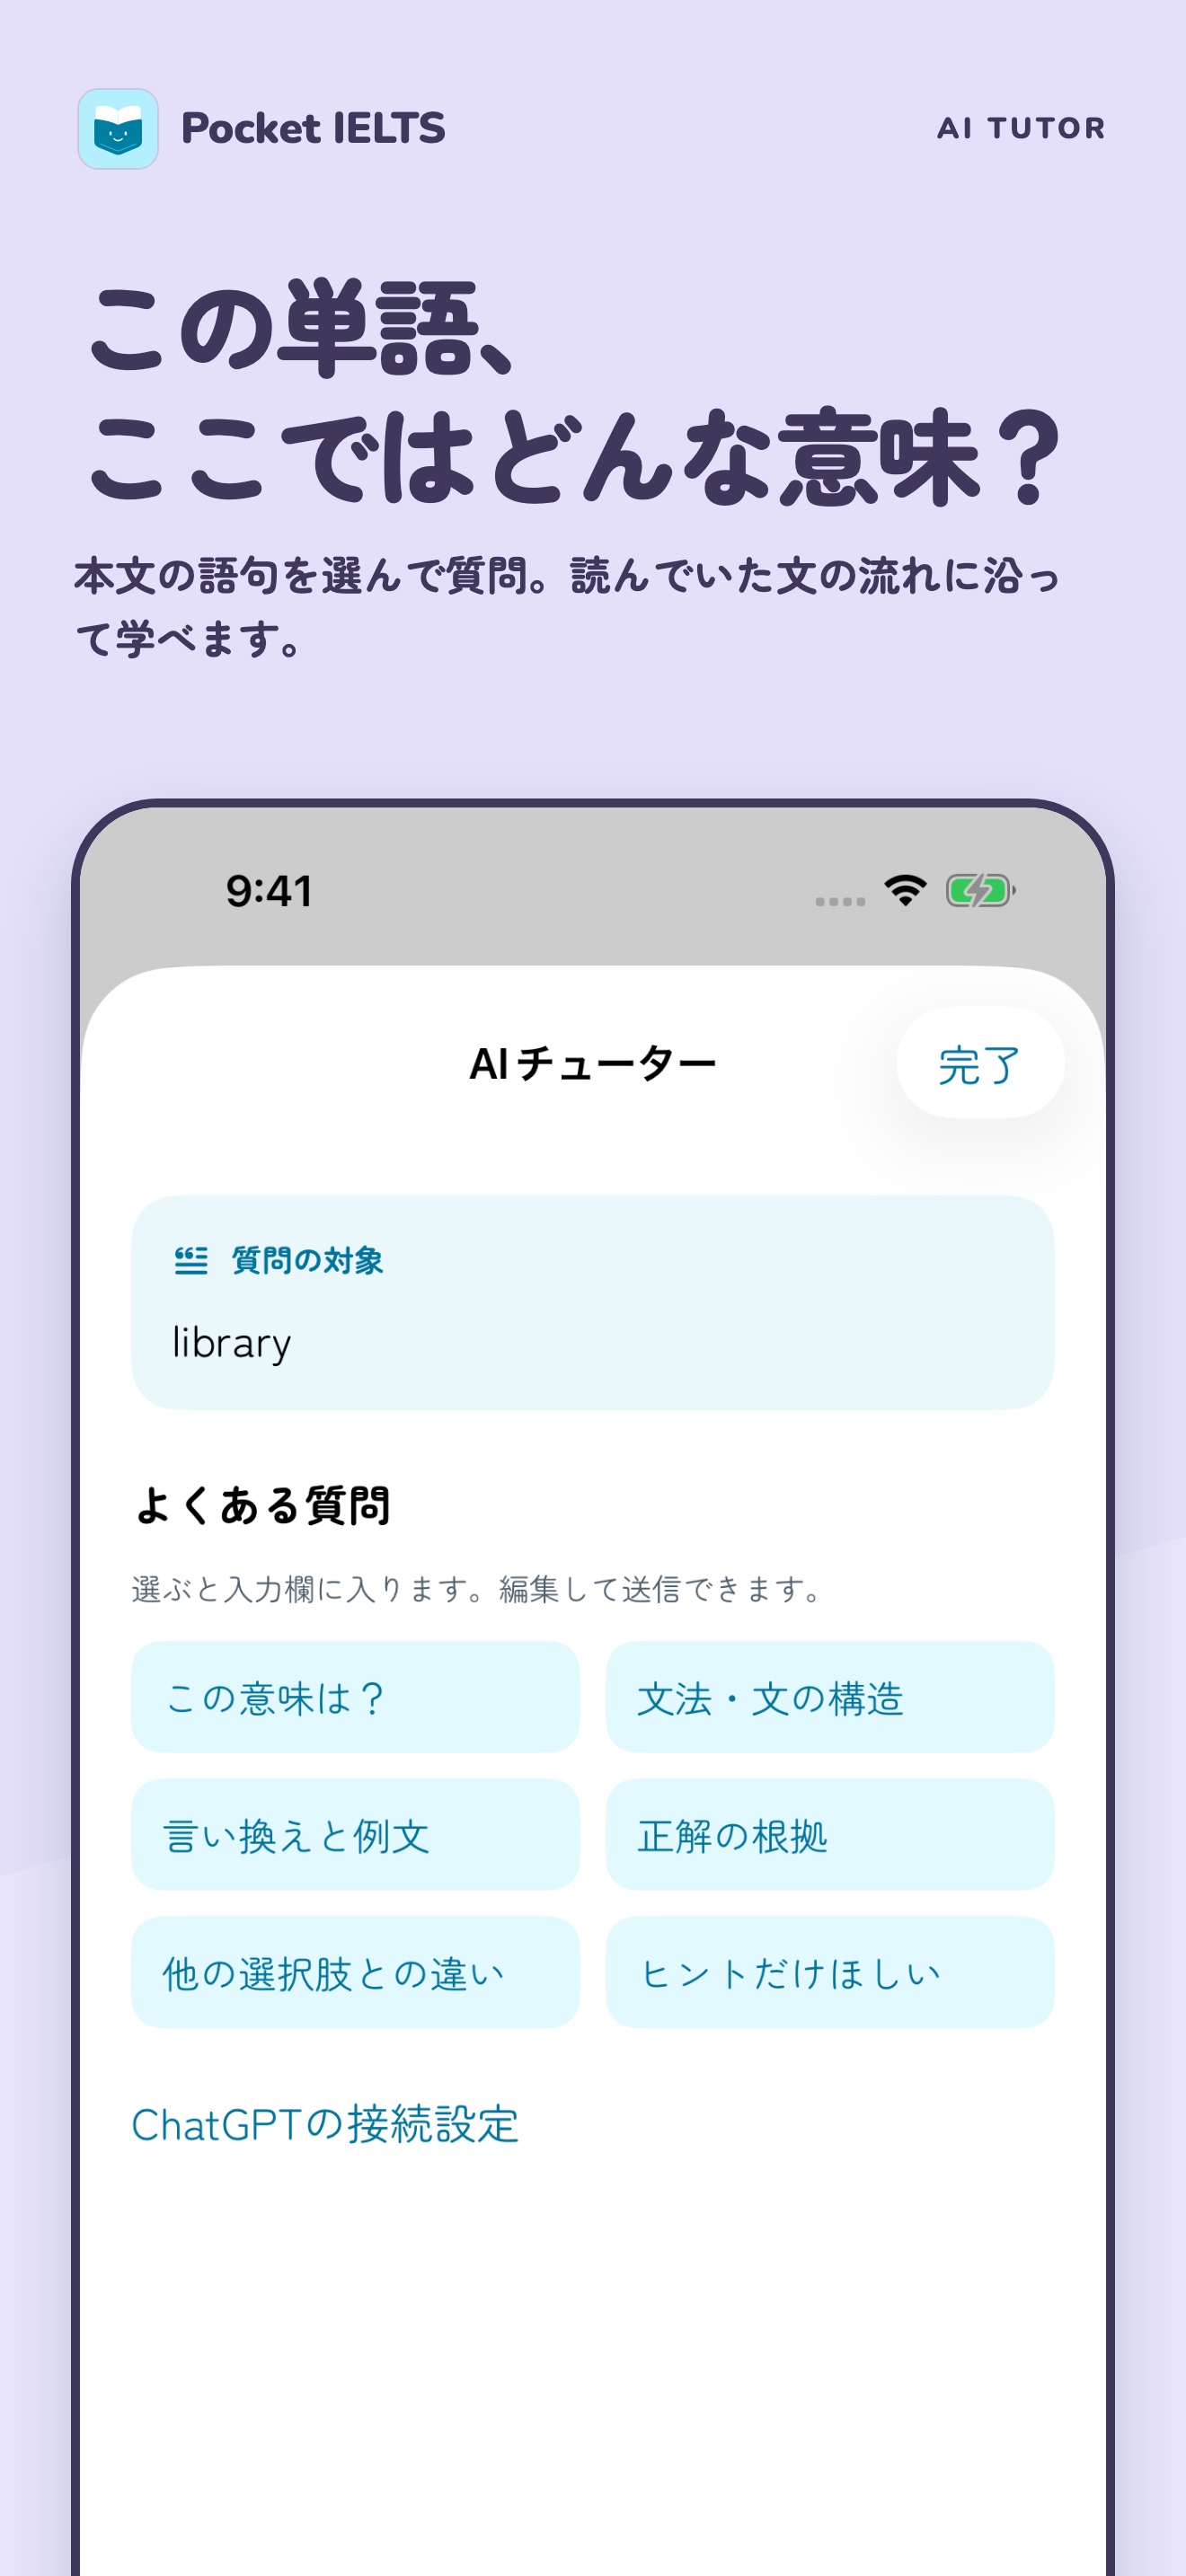 Pocket IELTS
AI TUTOR
この単語、
ここではどんな意味？
本文の語句を選んで質問。読んでいた文の流れに沿っ
て学べます。
9:41
AIチューター
完了
質問の対象
library
よくある質問
選ぶと入力欄に入ります。編集して送信できます。
この意味は？
文法・文の構造
言い換えと例文
正解の根拠
他の選択肢との違い
ヒントだけほしい
ChatGPTの接続設定